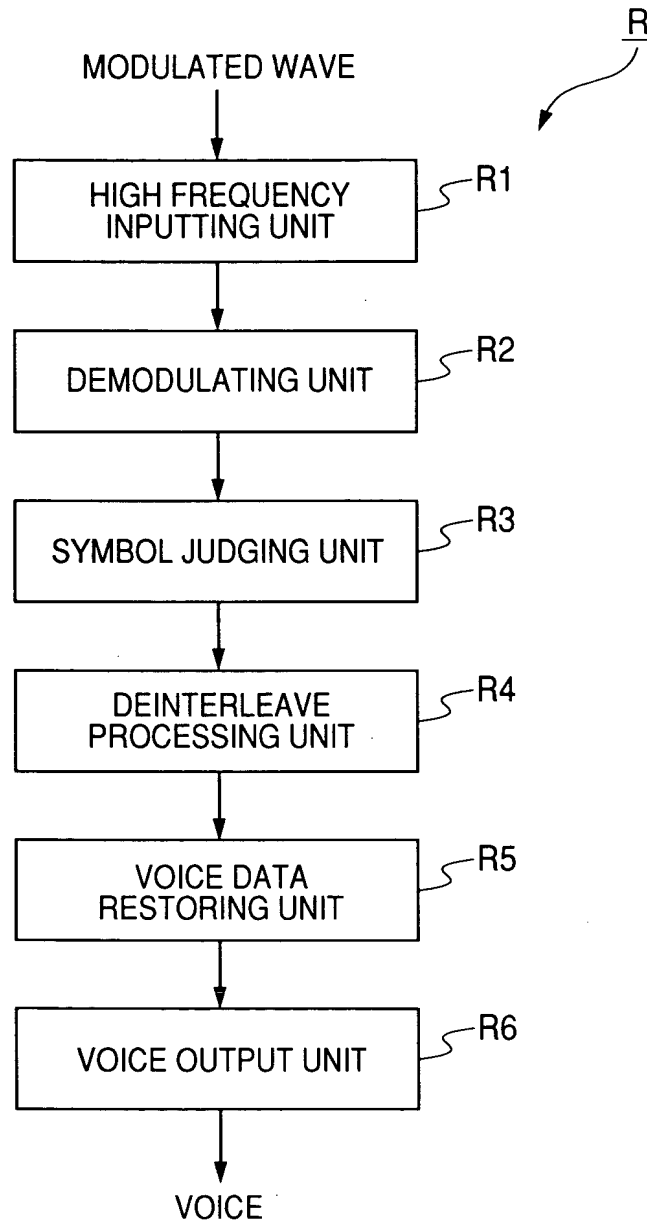 R
MODULATED WAVE
HIGH FREQUENCY
INPUTTING UNIT
R1
DEMODULATING UNIT
R2
SYMBOL JUDGING UNIT
R3
DEINTERLEAVE
PROCESSING UNIT
R4
VOICE DATA
RESTORING UNIT
R5
VOICE OUTPUT UNIT
R6
VOICE